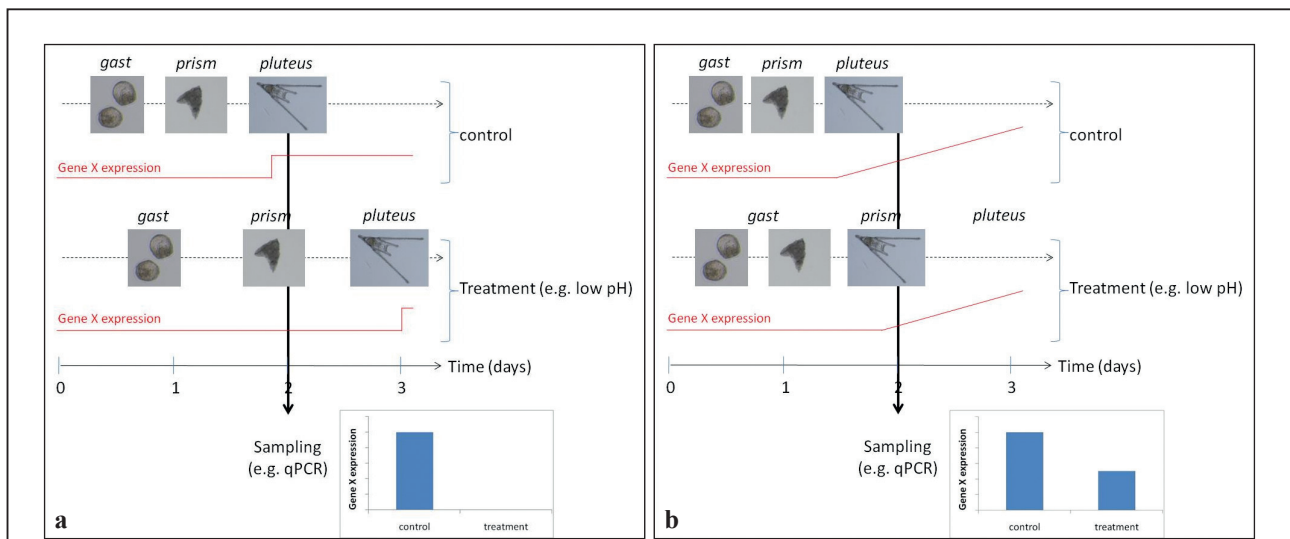 gast prism pluteus
control
Gene X expression
gast prism pluteus
Treatment (e.g. low pH)
Gene X expression
Time (days)
0 1 2 3
Sampling
(e.g. qPCR)
Gene X expression
control treatment
a
gast prism pluteus
control
Gene X expression
gast prism pluteus
Treatment (e.g. low pH)
Gene X expression
Time (days)
0 1 2 3
Sampling
(e.g. qPCR)
Gene X expression
control treatment
b